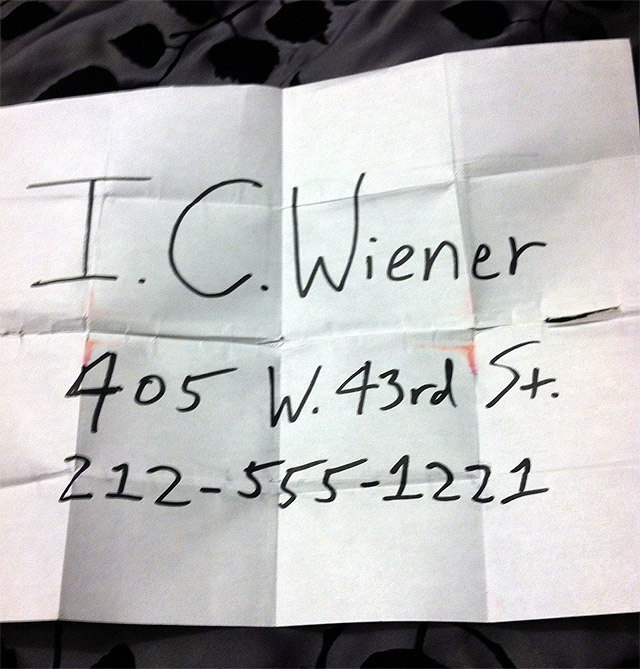 I. C. Wiener
405 W. 43rd St.
212-555-1221